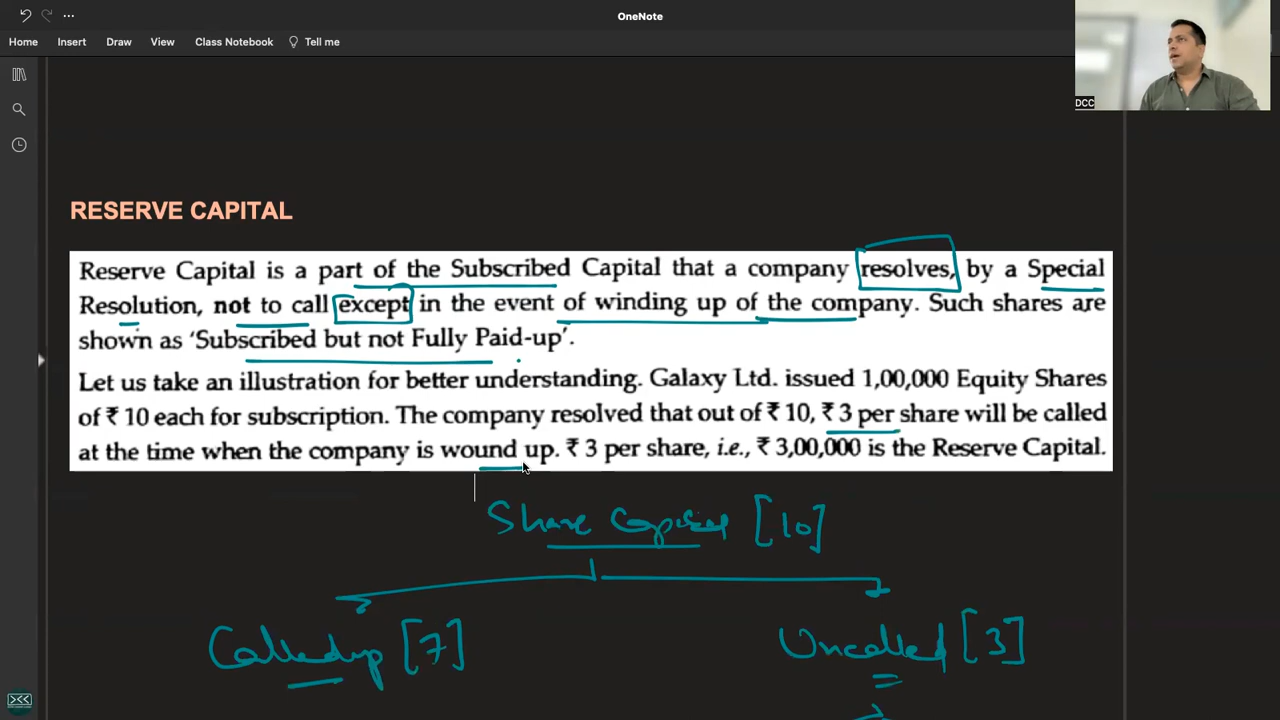 OneNote
Home Insert Draw View Class Notebook Tell me
DCC
RESERVE CAPITAL
Reserve Capital is a part of the Subscribed Capital that a company resolves, by a Special
Resolution, not to call except in the event of winding up of the company. Such shares are
shown as 'Subscribed but not Fully Paid-up'.
Let us take an illustration for better understanding. Galaxy Ltd. issued 1,00,000 Equity Shares
of ₹ 10 each for subscription. The company resolved that out of ₹ 10, ₹ 3 per share will be called
at the time when the company is wound up. ₹ 3 per share, i.e., ₹ 3,00,000 is the Reserve Capital.
Share Capital [10]
Calledup [7] Uncalled [3]